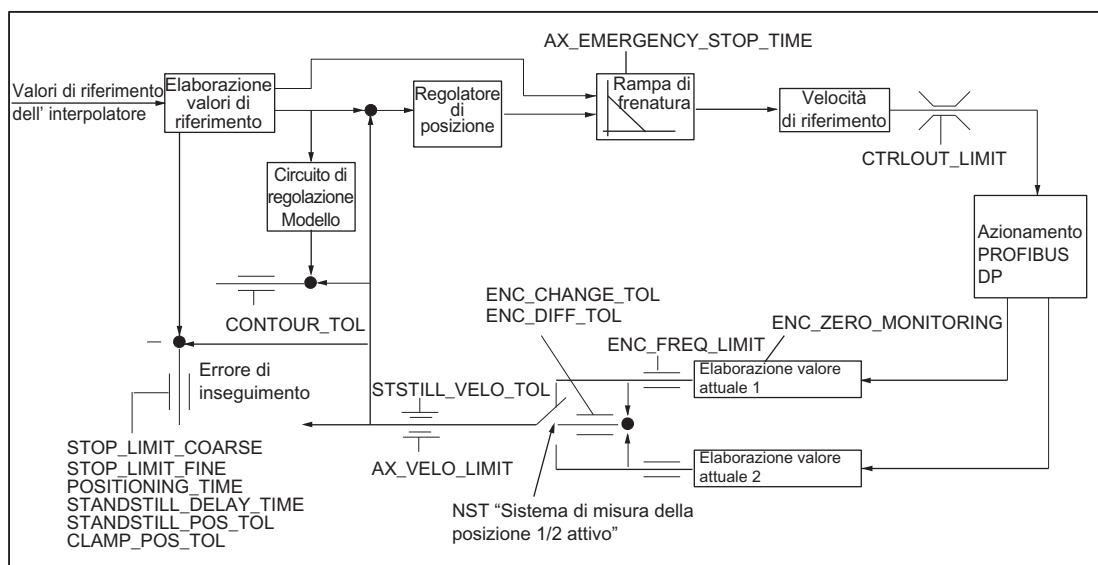 AX_EMERGENCY_STOP_TIME
Valori di riferimento
dell' interpolatore
Elaborazione
valori di
riferimento
Regolatore
di
posizione
Rampa di
frenatura
Velocità
di riferimento
CTRLOUT_LIMIT
Circuito di
regolazione
Modello
Azionamento
PROFIBUS
DP
CONTOUR_TOL
ENC_CHANGE_TOL
ENC_DIFF_TOL
ENC_ZERO_MONITORING
ENC_FREQ_LIMIT
Elaborazione valore
attuale 1
–
Errore di
inseguimento
STSTILL_VELO_TOL
AX_VELO_LIMIT
Elaborazione valore
attuale 2
STOP_LIMIT_COARSE
STOP_LIMIT_FINE
POSITIONING_TIME
STANDSTILL_DELAY_TIME
STANDSTILL_POS_TOL
CLAMP_POS_TOL
NST “Sistema di misura della
posizione 1/2 attivo”